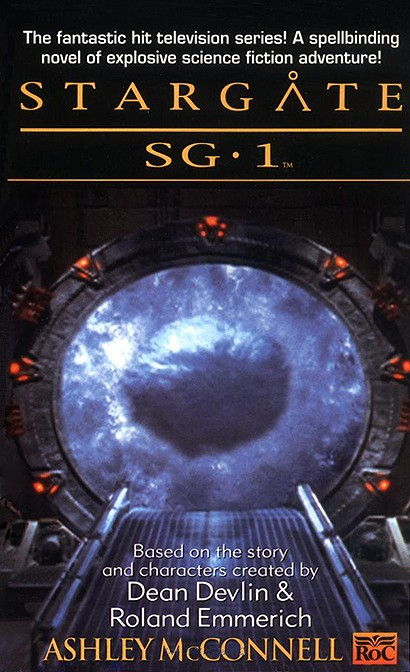 The fantastic hit television series! A spellbinding
novel of explosive science fiction adventure!
STARGATE
SG·1™
Based on the story
and characters created by
Dean Devlin &
Roland Emmerich
ASHLEY McCONNELL
ROC